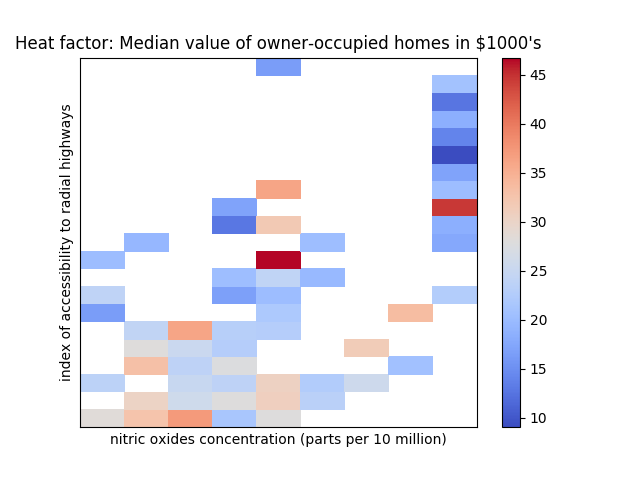 Heat factor: Median value of owner-occupied homes in $1000's
index of accessibility to radial highways
45
40
35
30
25
20
15
10
nitric oxides concentration (parts per 10 million)